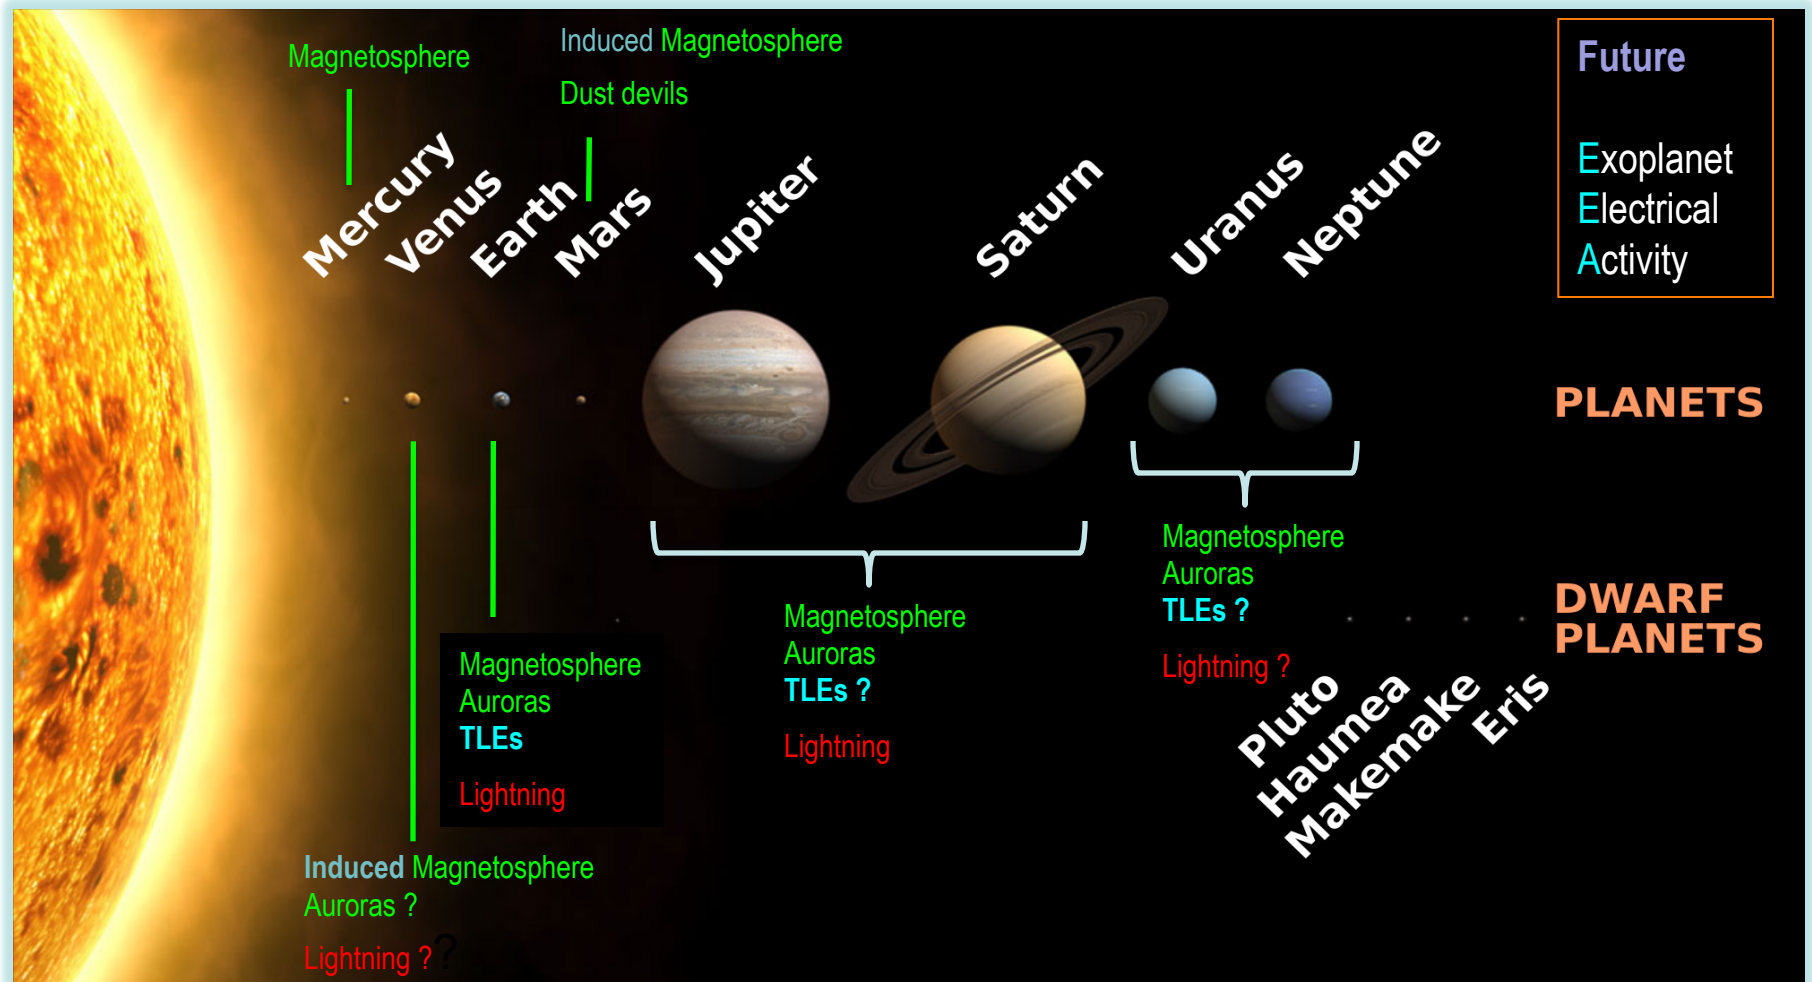 Magnetosphere
Induced Magnetosphere
Dust devils
Future
Exoplanet
Electrical
Activity
Mercury
Venus
Earth
Mars
Jupiter
Saturn
Uranus
Neptune
PLANETS
Magnetosphere
Auroras
TLEs ?
Lightning ?
Magnetosphere
Auroras
TLEs ?
Lightning
Magnetosphere
Auroras
TLEs
Lightning
DWARF
PLANETS
Pluto
Haumea
Makemake
Eris
Induced Magnetosphere
Auroras ?
Lightning ? ?